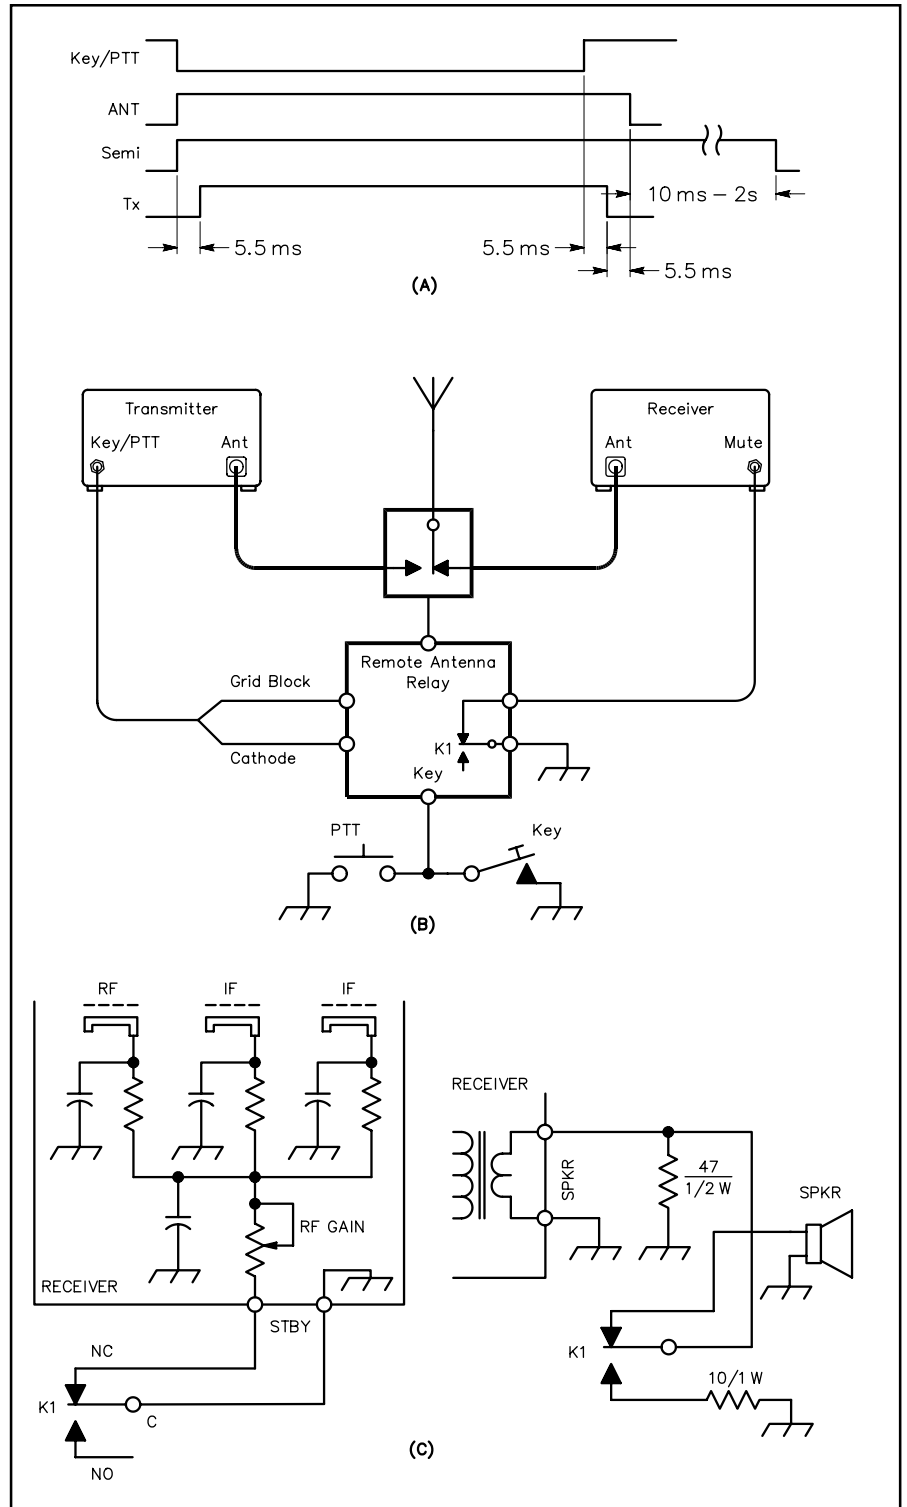 Key/PTT
ANT
Semi
Tx
10 ms – 2s
5.5 ms
5.5 ms
5.5 ms
(A)
Transmitter
Key/PTT
Ant
Receiver
Ant
Mute
Remote Antenna
Relay
Grid Block
Cathode
K1
Key
PTT
Key
(B)
RF
IF
IF
RF GAIN
RECEIVER
STBY
NC
K1
C
NO
RECEIVER
SPKR
47
1/2 W
SPKR
K1
10/1 W
(C)